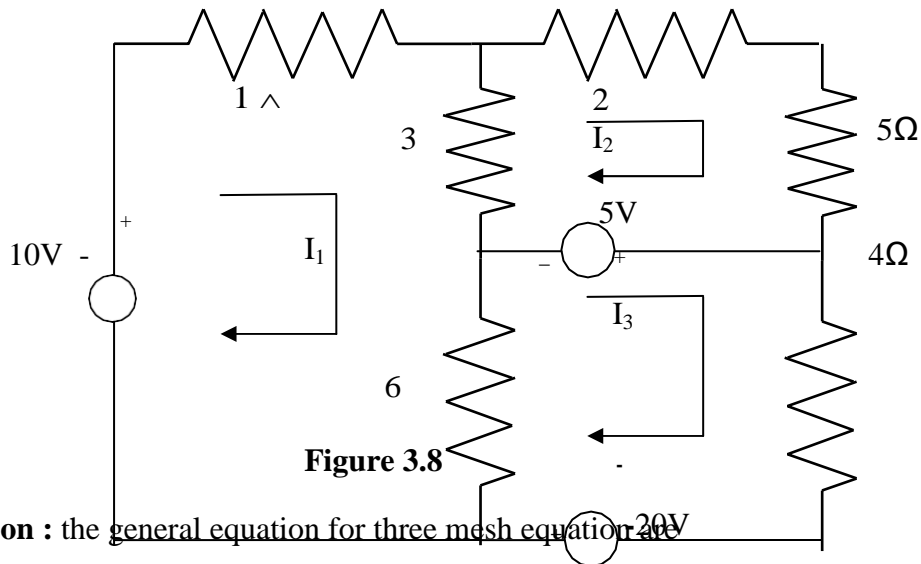 1 ^
2
3
I2
5Ω
5V
+
10V -
I1
– +
4Ω
I3
6
Figure 3.8
-
on : the general equation for three mesh equation are
20V